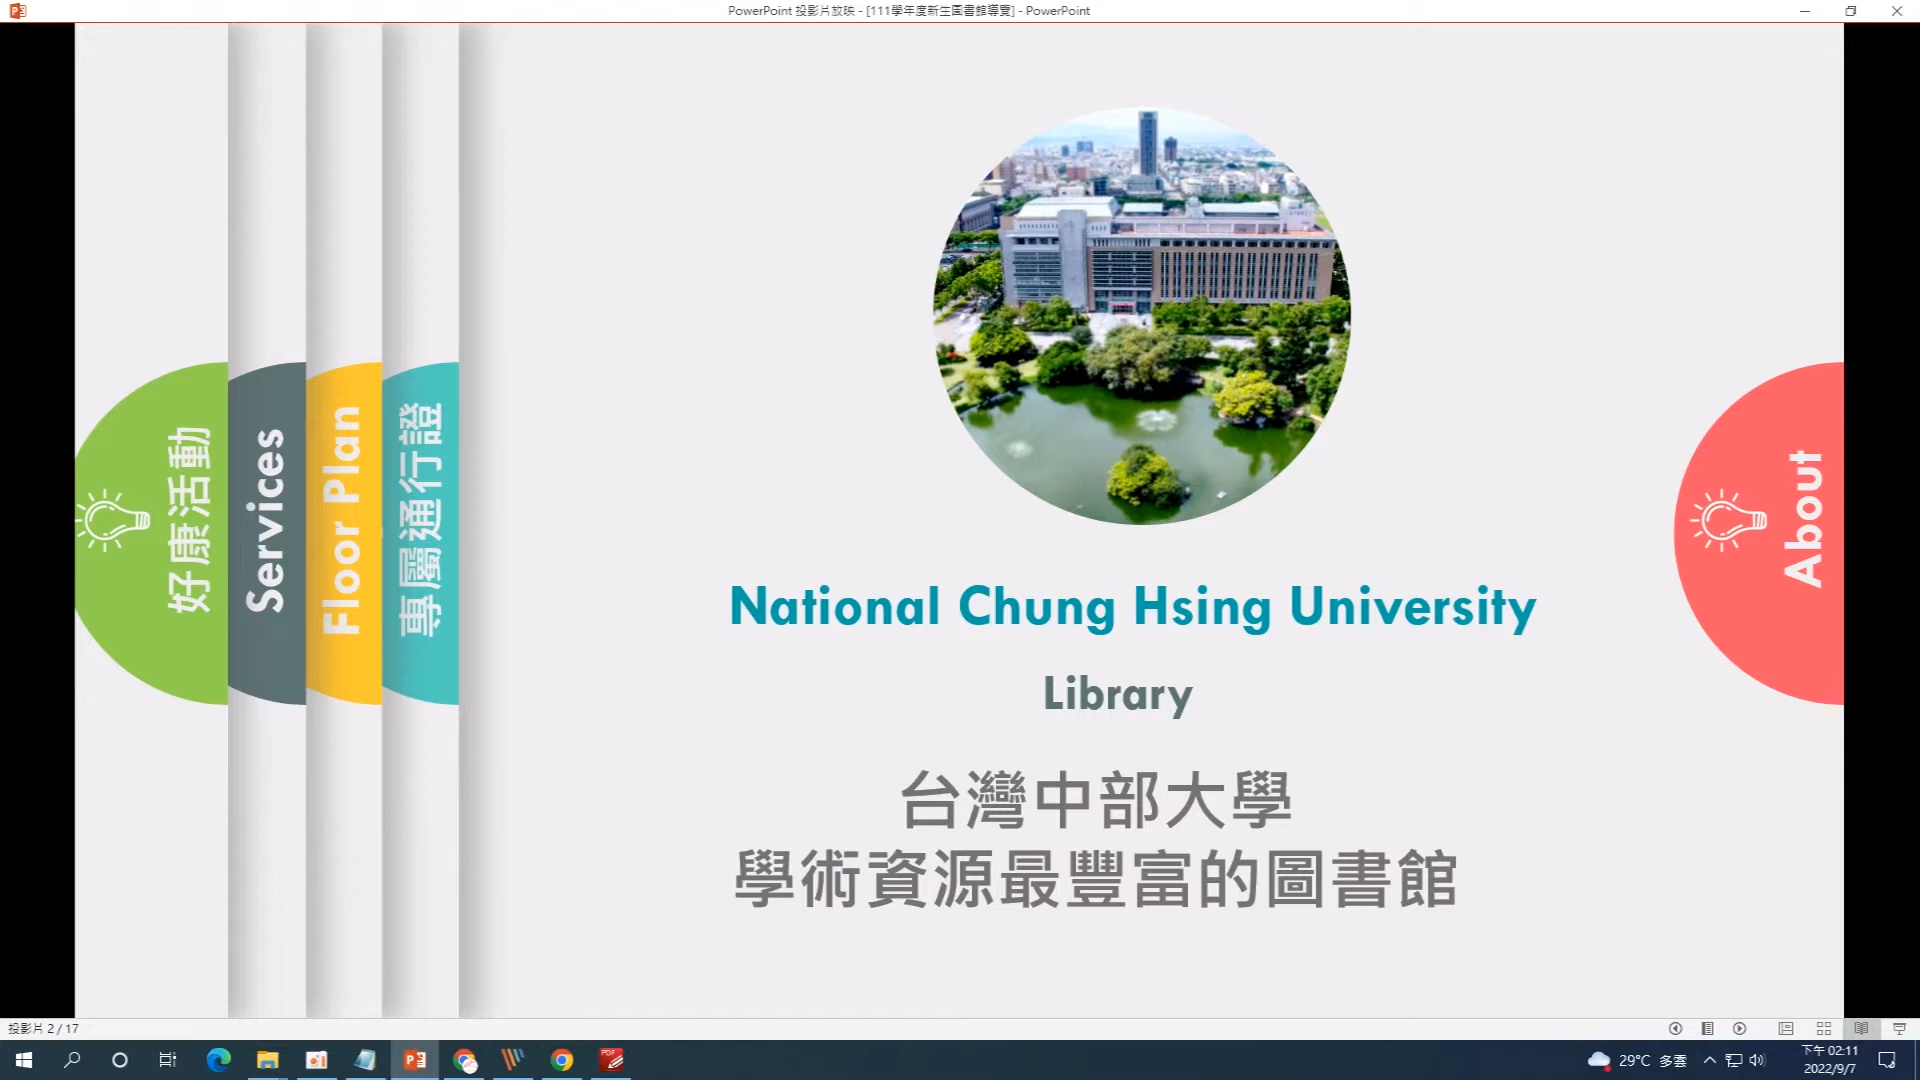 PowerPoint 投影片放映 - [111學年度新生圖書館導覽] - PowerPoint
好康活動
Services
Floor Plan
專屬通行證
About
National Chung Hsing University
Library
台灣中部大學
學術資源最豐富的圖書館
投影片 2 / 17
29°C 多雲
下午 02:11
2022/9/7